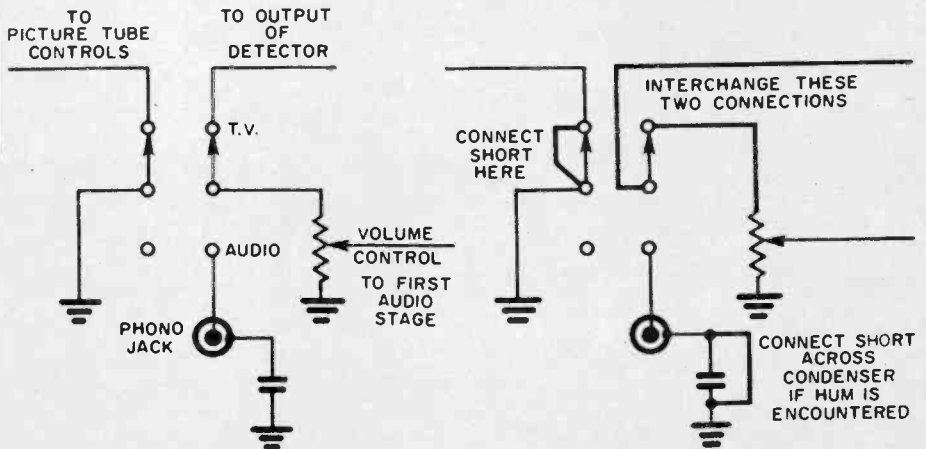 TO
PICTURE TUBE
CONTROLS
TO OUTPUT
OF
DETECTOR
T.V.
AUDIO
VOLUME
CONTROL
TO FIRST
AUDIO
STAGE
PHONO
JACK
INTERCHANGE THESE
TWO CONNECTIONS
CONNECT
SHORT
HERE
CONNECT SHORT
ACROSS
CONDENSER
IF HUM IS
ENCOUNTERED